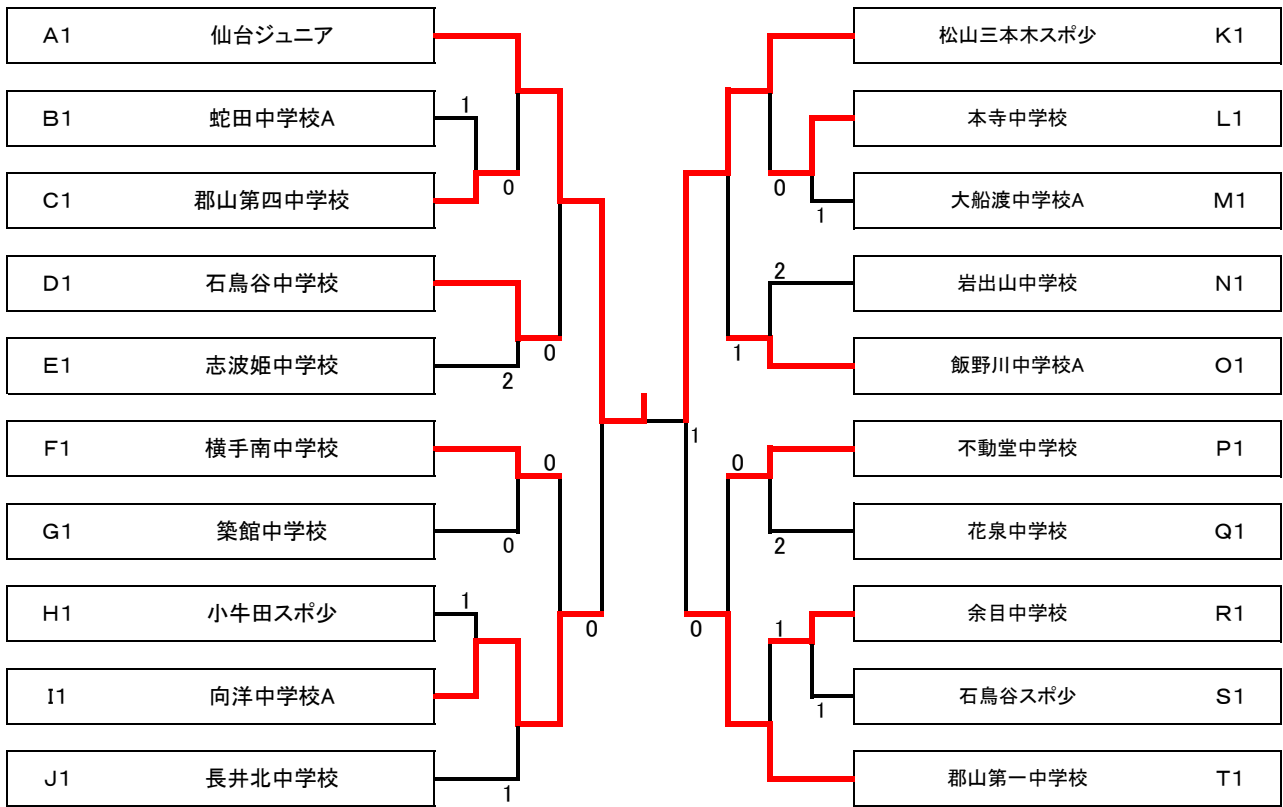 A1 仙台ジュニア
B1 蛇田中学校A
C1 郡山第四中学校
D1 石鳥谷中学校
E1 志波姫中学校
F1 横手南中学校
G1 築館中学校
H1 小牛田スポ少
I1 向洋中学校A
J1 長井北中学校
1
0
0
2
0
0
1
0
1
1
松山三本木スポ少 K1
本寺中学校 L1
大船渡中学校A M1
岩出山中学校 N1
飯野川中学校A O1
不動堂中学校 P1
花泉中学校 Q1
余目中学校 R1
石鳥谷スポ少 S1
郡山第一中学校 T1
0
1
2
1
0
2
0
1
1